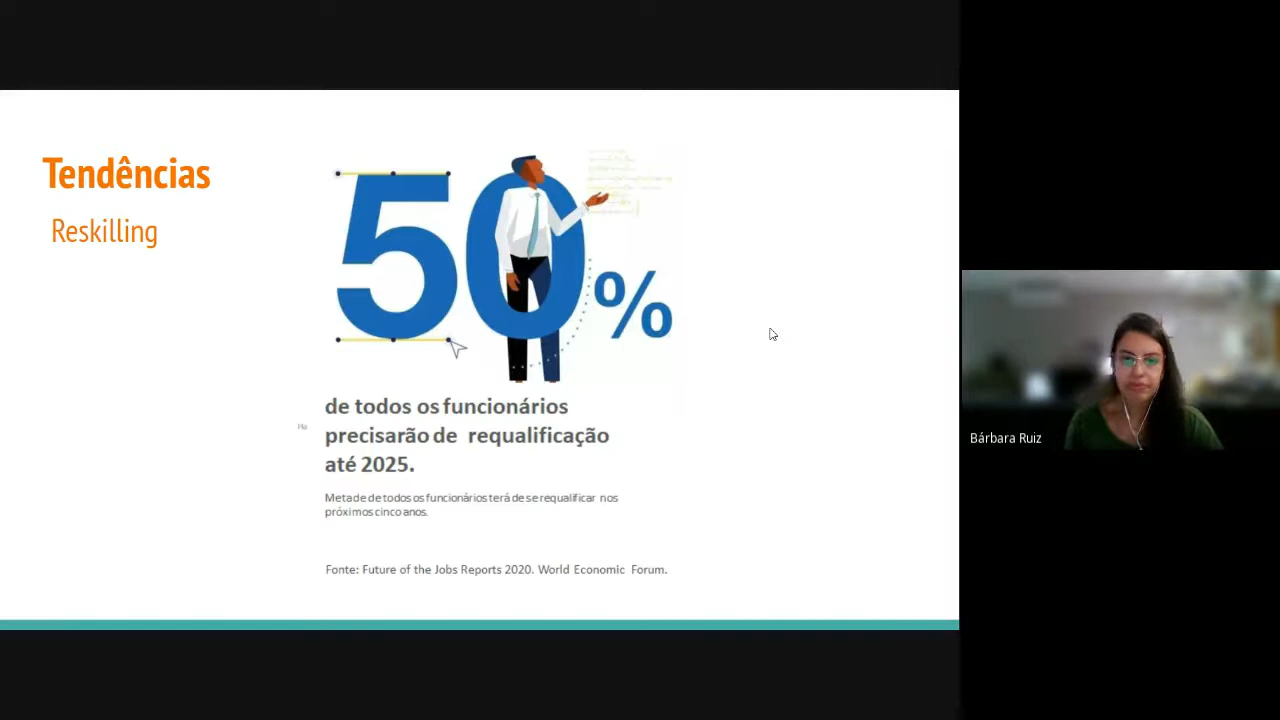 Tendências
Reskilling
50%
de todos os funcionários
precisarão de requalificação
até 2025.
Ha
Metade de todos os funcionários terá de se requalificar nos
próximos cinco anos.
Fonte: Future of the Jobs Reports 2020. World Economic Forum.
Bárbara Ruiz